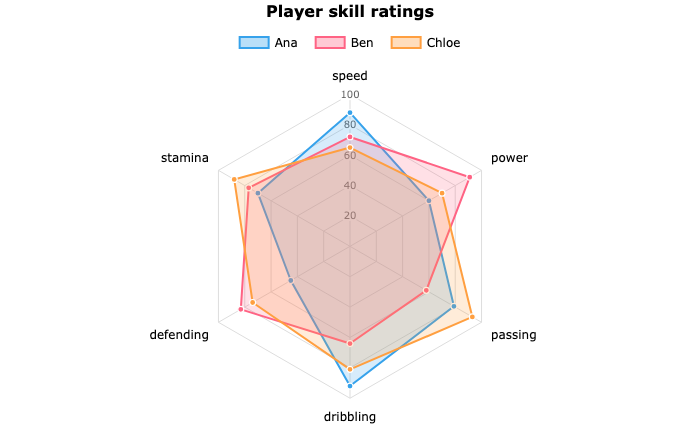 Player skill ratings
Ana Ben Chloe
speed
100
80
60
40
20
stamina power
defending passing
dribbling